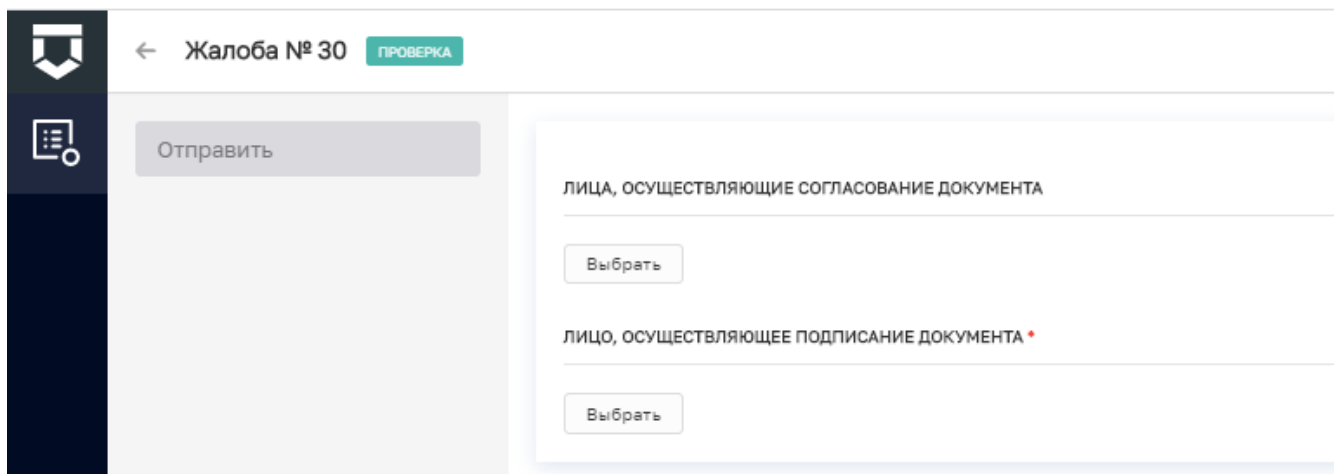 Жалоба № 30 ПРОВЕРКА
Отправить
ЛИЦА, ОСУЩЕСТВЛЯЮЩИЕ СОГЛАСОВАНИЕ ДОКУМЕНТА
Выбрать
ЛИЦО, ОСУЩЕСТВЛЯЮЩЕЕ ПОДПИСАНИЕ ДОКУМЕНТА *
Выбрать